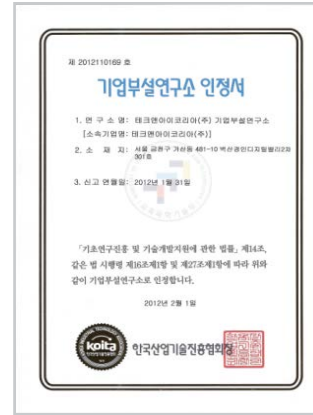 제 2012110169 호
기업부설연구소 인정서
1. 연 구 소 명: 테크맨아이코리아(주) 기업부설연구소
[소속기업명: 테크맨아이코리아(주)]
2. 소 재 지: 서울 금천구 가산동 481-10 벽산경인디지털밸리2차
301호
3. 신고 연월일: 2012년 1월 31일
「기초연구진흥 및 기술개발지원에 관한 법률」 제14조,
같은 법 시행령 제16조제1항 및 제27조제1항에 따라 위와
같이 기업부설연구소로 인정합니다.
2012년 2월 1일
koita
한국산업기술진흥협회장